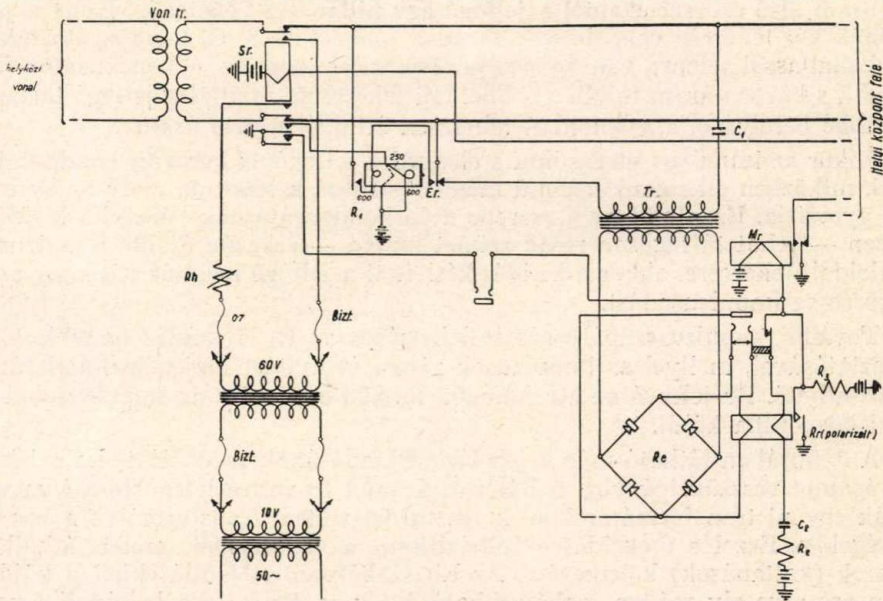 Von tr.
helyközi
vonal
Sr.
C₁
Helyi központ felé
250
500
600
R₁
Er.
Tr.
Mr
Rh
07
Bizt.
60V
R₃
Rr(polarizált)
Re
Bizt.
10V
C₂
R₂
50~